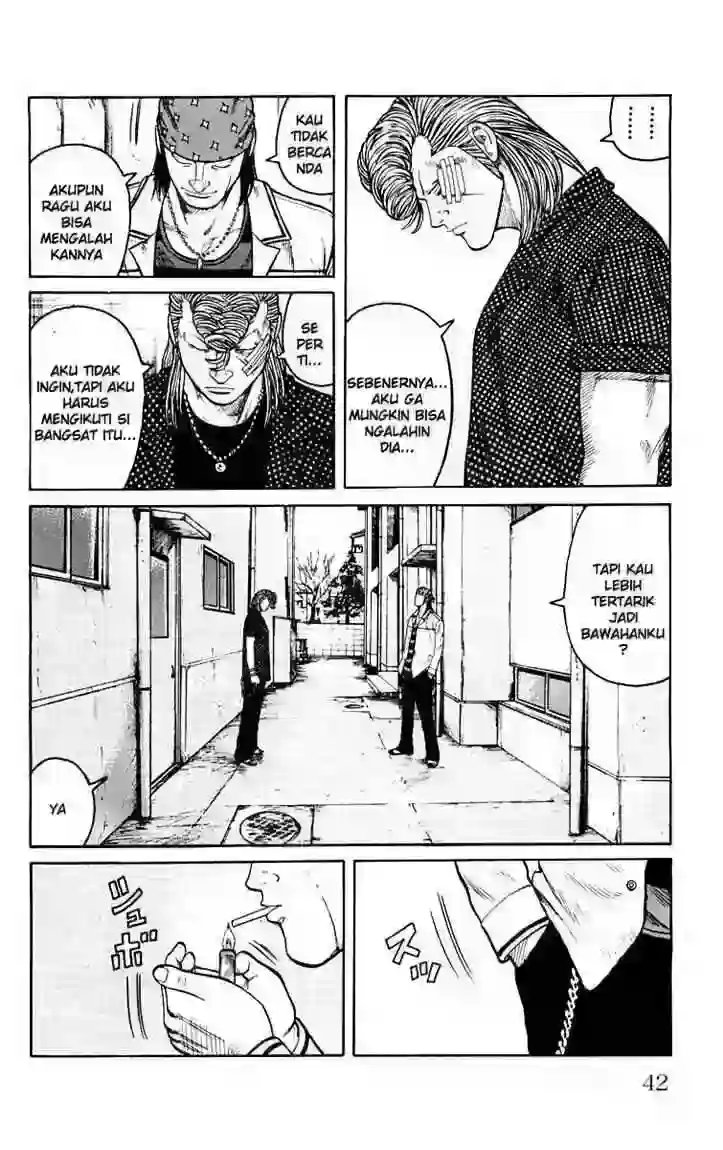 ......
SEBENERNYA...
AKU GA
MUNGKIN BISA
NGALAHIN
DIA...
KAU
TIDAK
BERCA
NDA
AKUPUN
RAGU AKU
BISA
MENGALAH
KANNYA
SE
PER
TI...
AKU TIDAK
INGIN,TAPI AKU
HARUS
MENGIKUTI SI
BANGSAT ITU...
TAPI KAU
LEBIH
TERTARIK
JADI
BAWAHANKU
?
YA
ズッ
ジュボ
42